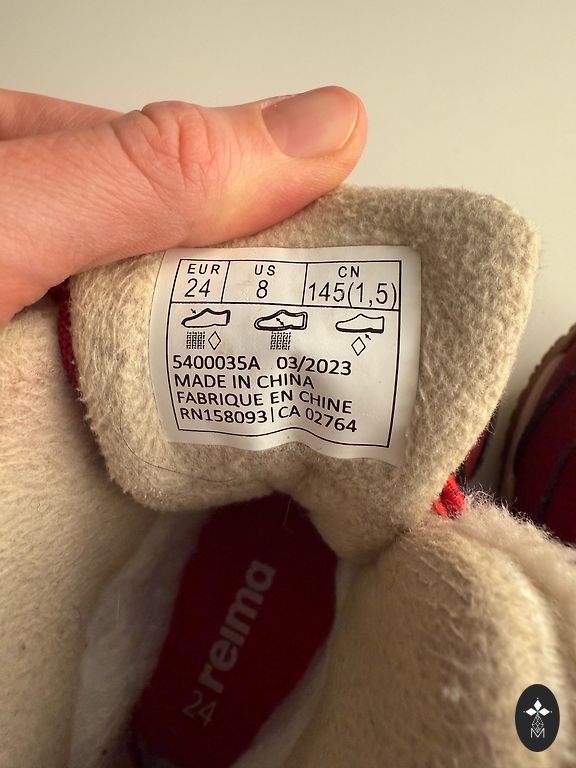 EUR US CN
24 8 145(1,5)
5400035A 03/2023
MADE IN CHINA
FABRIQUE EN CHINE
RN158093|CA 02764
reima
24
M